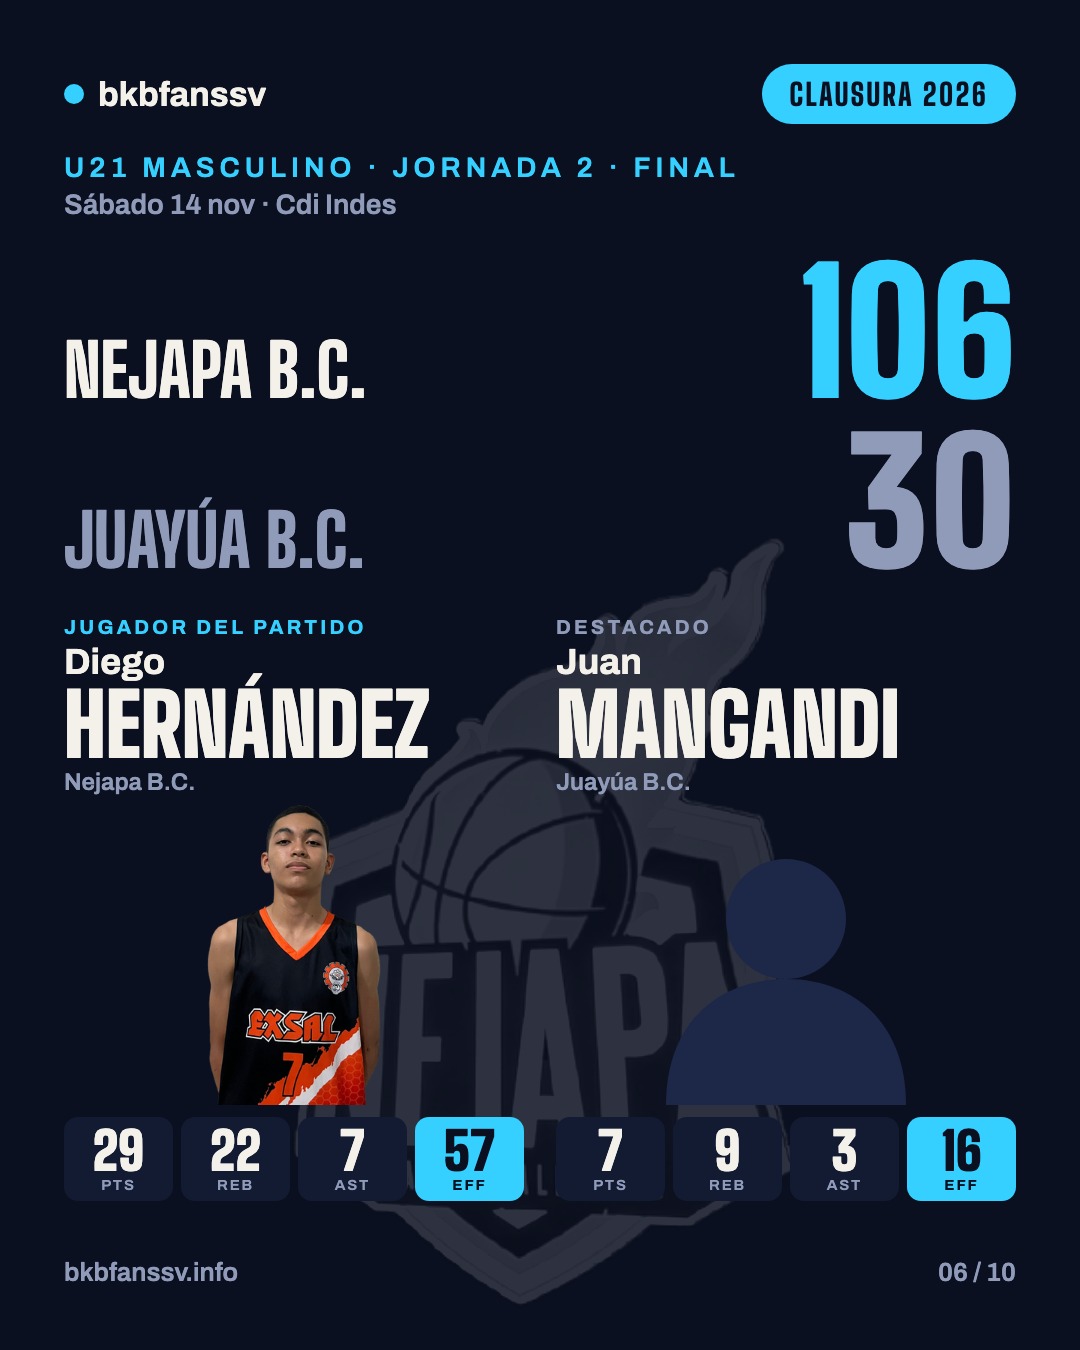 bkbfanssv
CLAUSURA 2026
U21 MASCULINO · JORNADA 2 · FINAL
Sábado 14 nov · Cdi Indes
NEJAPA B.C. 106
JUAYÚA B.C. 30
JUGADOR DEL PARTIDO
Diego
HERNÁNDEZ
Nejapa B.C.
DESTACADO
Juan
MANGANDI
Juayúa B.C.
NEJAPA
EXSAL
7
29 22 7 57
PTS REB AST EFF
7 9 3 16
PTS REB AST EFF
bkbfanssv.info
06 / 10